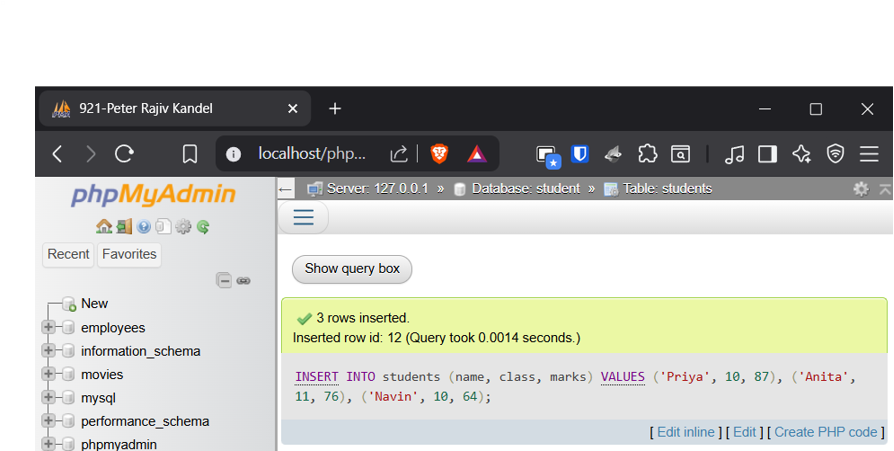 921-Peter Rajiv Kandel
localhost/php...
phpMyAdmin
Recent Favorites
New
employees
information_schema
movies
mysql
performance_schema
phpmyadmin
Server: 127.0.0.1 » Database: student » Table: students
Show query box
3 rows inserted.
Inserted row id: 12 (Query took 0.0014 seconds.)
INSERT INTO students (name, class, marks) VALUES ('Priya', 10, 87), ('Anita',
11, 76), ('Navin', 10, 64);
[ Edit inline ] [ Edit ] [ Create PHP code ]